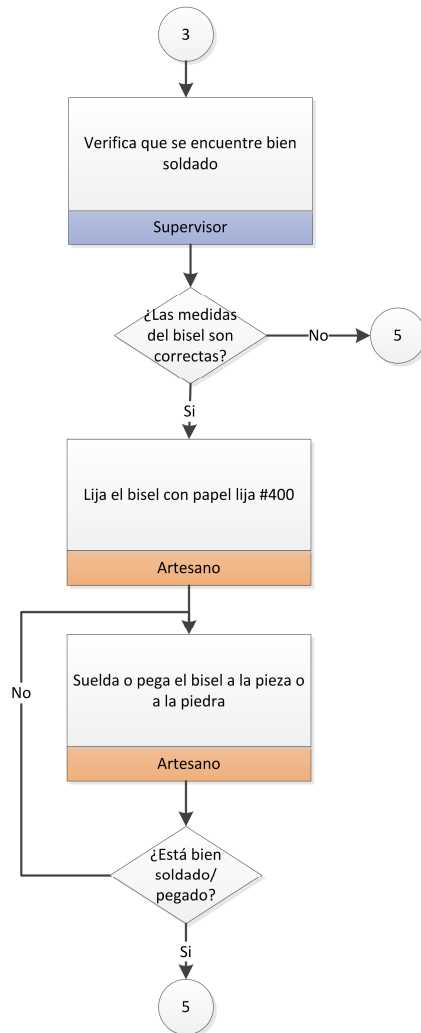 3
Verifica que se encuentre bien
soldado
Supervisor
¿Las medidas
del bisel son
correctas?
No
5
Si
Lija el bisel con papel lija #400
Artesano
Suelda o pega el bisel a la pieza o
a la piedra
Artesano
No
¿Está bien
soldado/
pegado?
Si
5